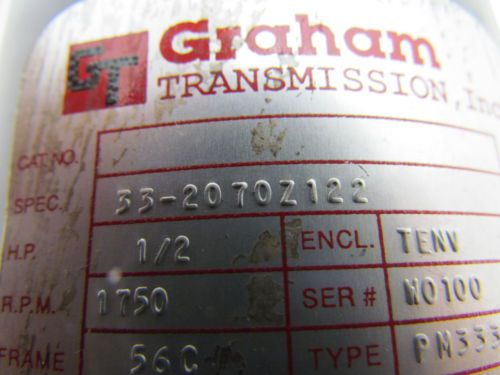 GT Graham
TRANSMISSION, Inc
CAT.NO.
SPEC. 33-2070Z122
H.P. 1/2 ENCL. TENV
R.P.M. 1750 SER # M0100
FRAME 56C TYPE PM333